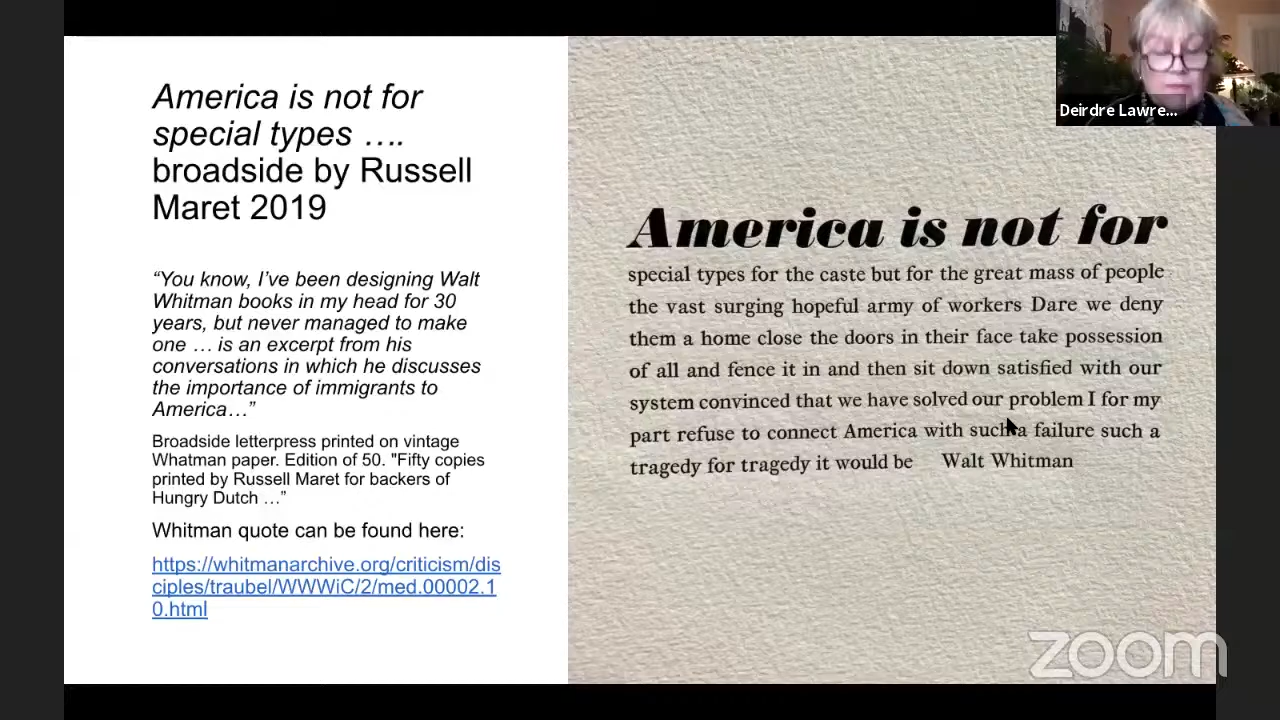 America is not for
special types ….
broadside by Russell
Maret 2019
“You know, I’ve been designing Walt
Whitman books in my head for 30
years, but never managed to make
one … is an excerpt from his
conversations in which he discusses
the importance of immigrants to
America…”
Broadside letterpress printed on vintage
Whatman paper. Edition of 50. "Fifty copies
printed by Russell Maret for backers of
Hungry Dutch …”
Whitman quote can be found here:
https://whitmanarchive.org/criticism/dis
ciples/traubel/WWWiC/2/med.00002.1
0.html
America is not for
special types for the caste but for the great mass of people
the vast surging hopeful army of workers Dare we deny
them a home close the doors in their face take possession
of all and fence it in and then sit down satisfied with our
system convinced that we have solved our problem I for my
part refuse to connect America with such a failure such a
tragedy for tragedy it would be Walt Whitman
Deirdre Lawre...
zoom